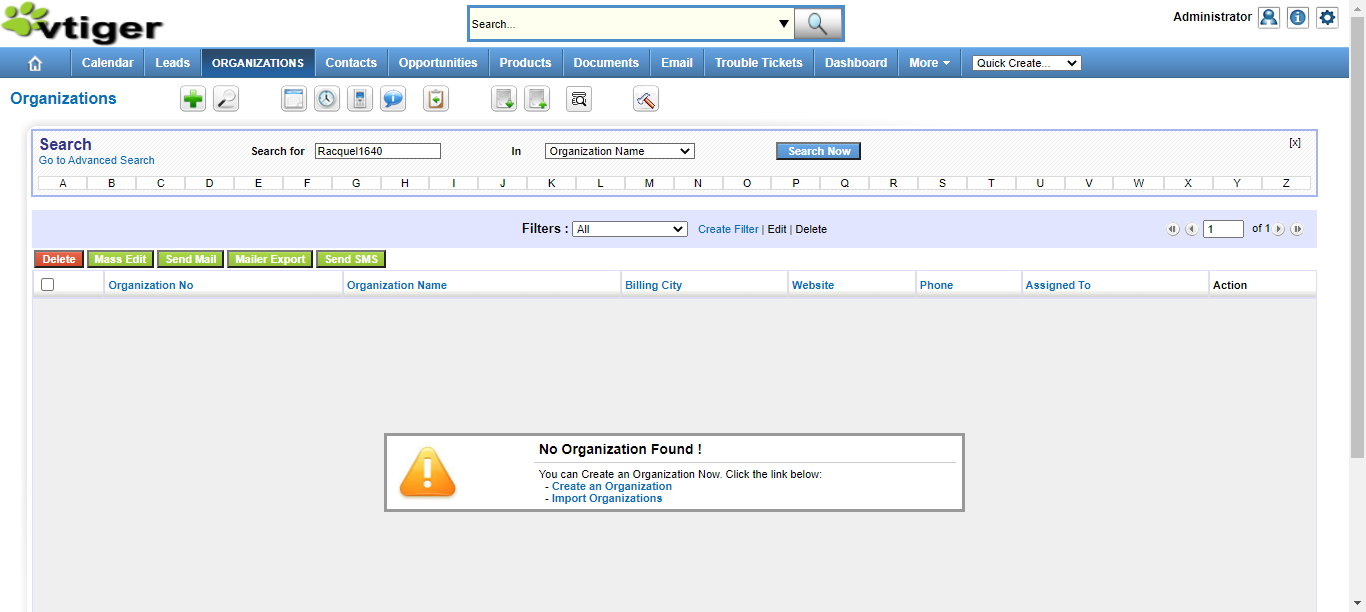 vtiger
Search...
Administrator
Calendar Leads ORGANIZATIONS Contacts Opportunities Products Documents Email Trouble Tickets Dashboard More Quick Create...
Organizations
Search
Go to Advanced Search
Search for Racquel1640 In Organization Name Search Now [x]
A B C D E F G H I J K L M N O P Q R S T U V W X Y Z
Filters : All Create Filter | Edit | Delete 1 of 1
Delete Mass Edit Send Mail Mailer Export Send SMS
Organization No Organization Name Billing City Website Phone Assigned To Action
No Organization Found !
You can Create an Organization Now. Click the link below:
- Create an Organization
- Import Organizations